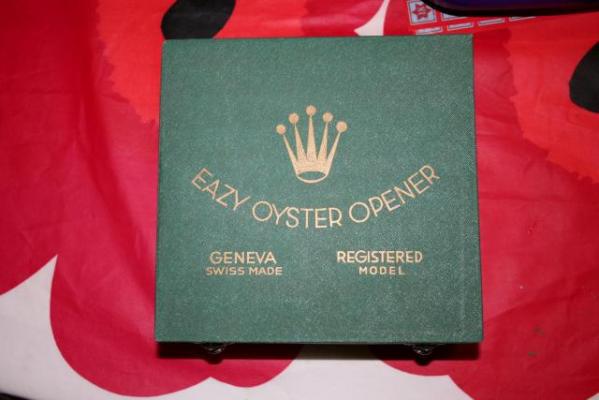 EAZY OYSTER OPENER
GENEVA
SWISS MADE
REGISTERED
MODEL